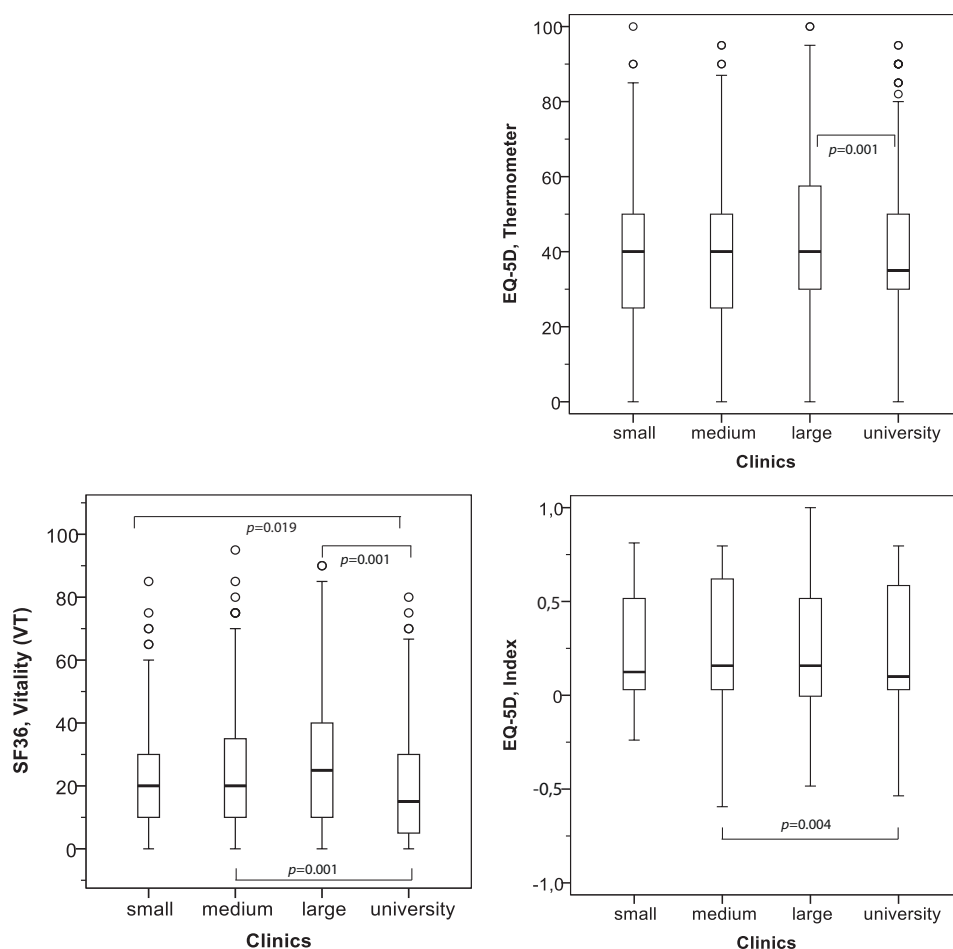 EQ-5D, Thermometer
100
80
60
40
20
0
p=0.001
small medium large university
Clinics
SF36, Vitality (VT)
100
80
60
40
20
0
p=0.019
p=0.001
p=0.001
small medium large university
Clinics
EQ-5D, Index
1,0
0,5
0
-0,5
-1,0
p=0.004
small medium large university
Clinics